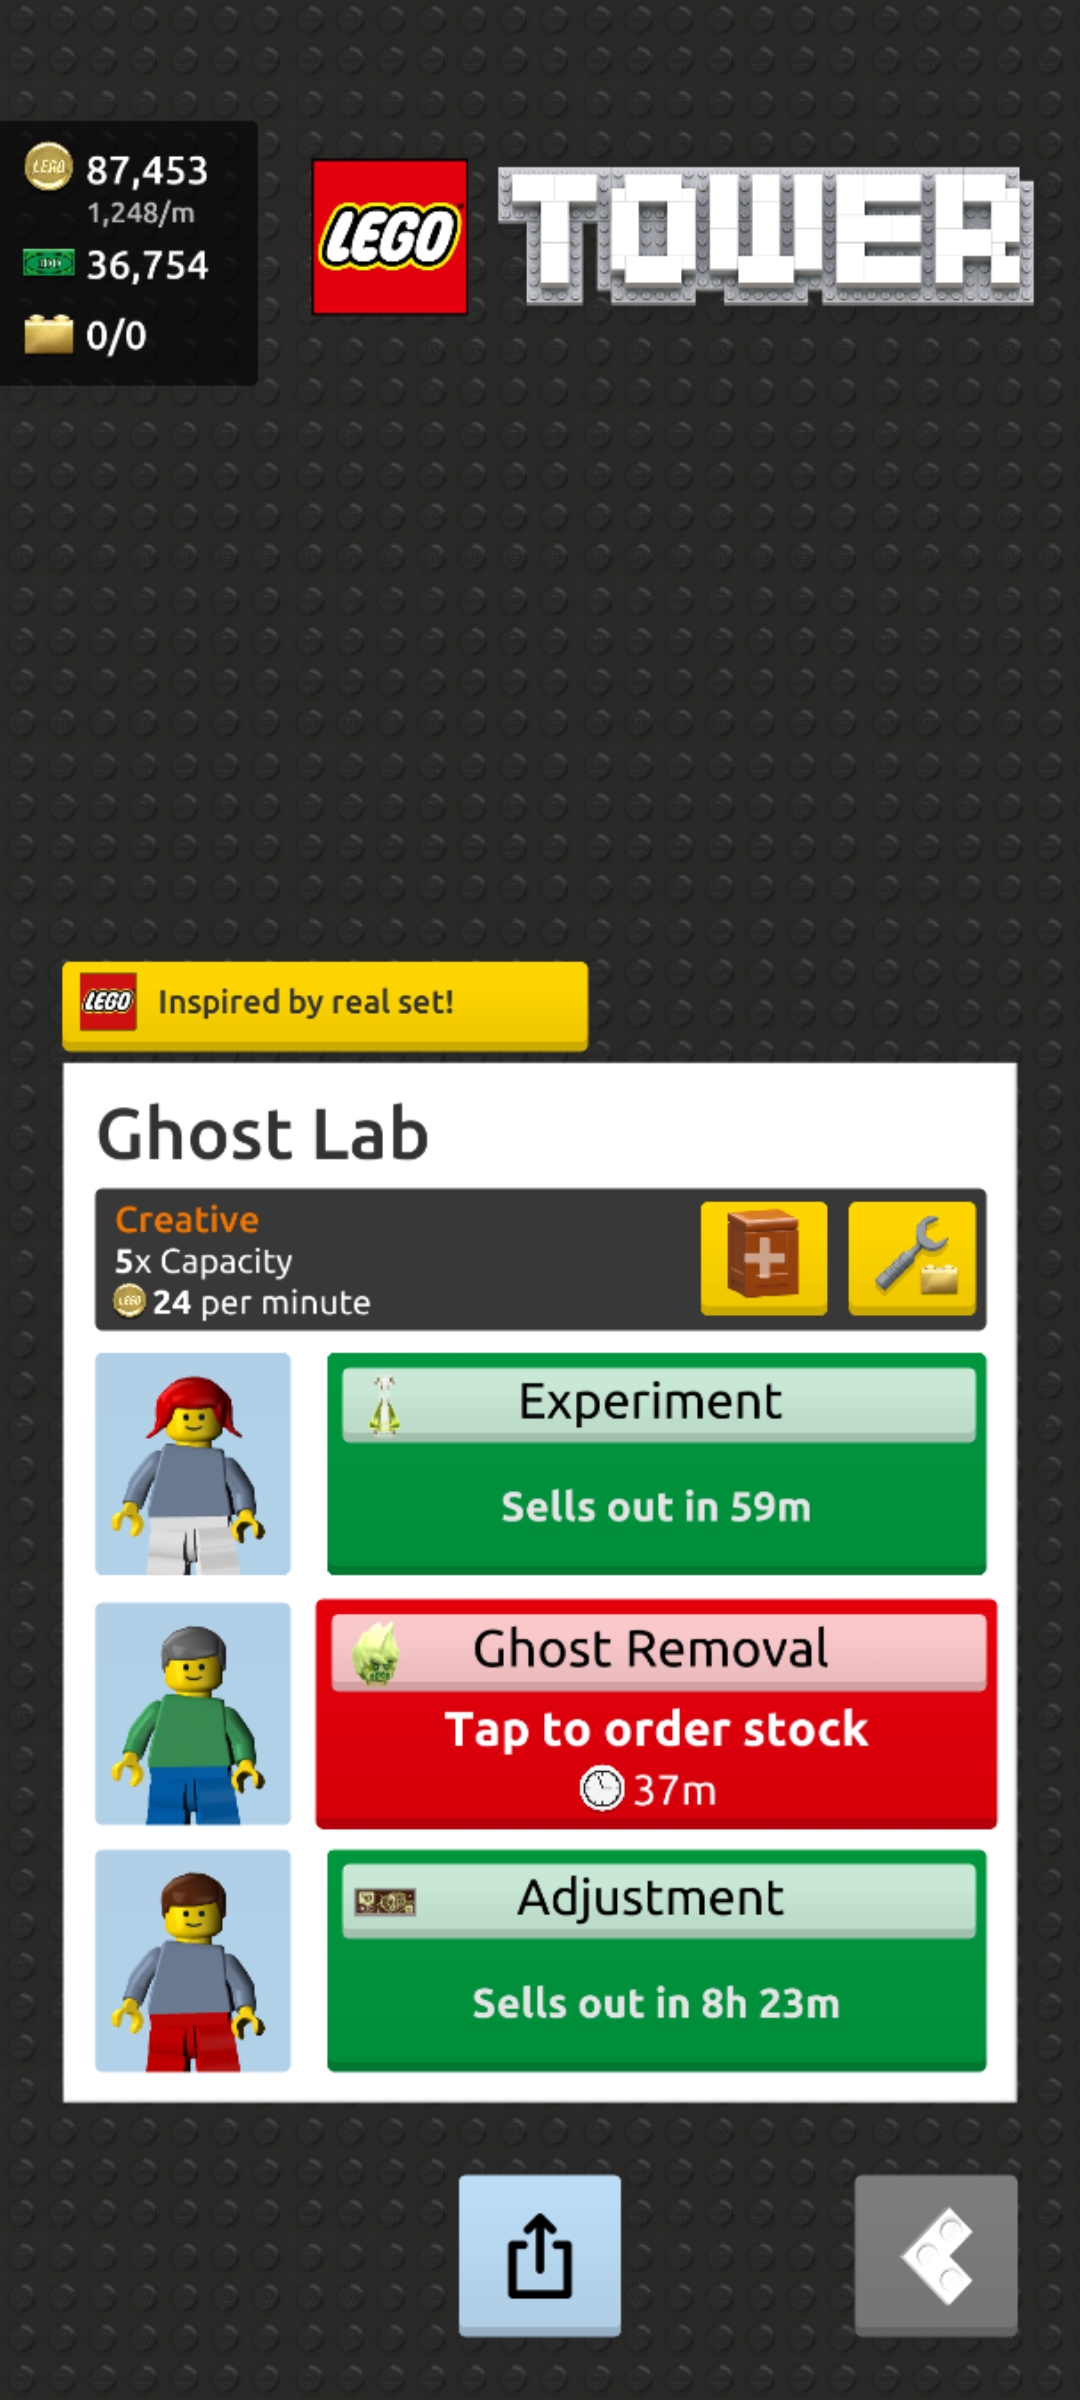 87,453
1,248/m
36,754
0/0
LEGO TOWER
LEGO Inspired by real set!
Ghost Lab
Creative
5x Capacity
24 per minute
Experiment
Sells out in 59m
Ghost Removal
Tap to order stock
37m
Adjustment
Sells out in 8h 23m